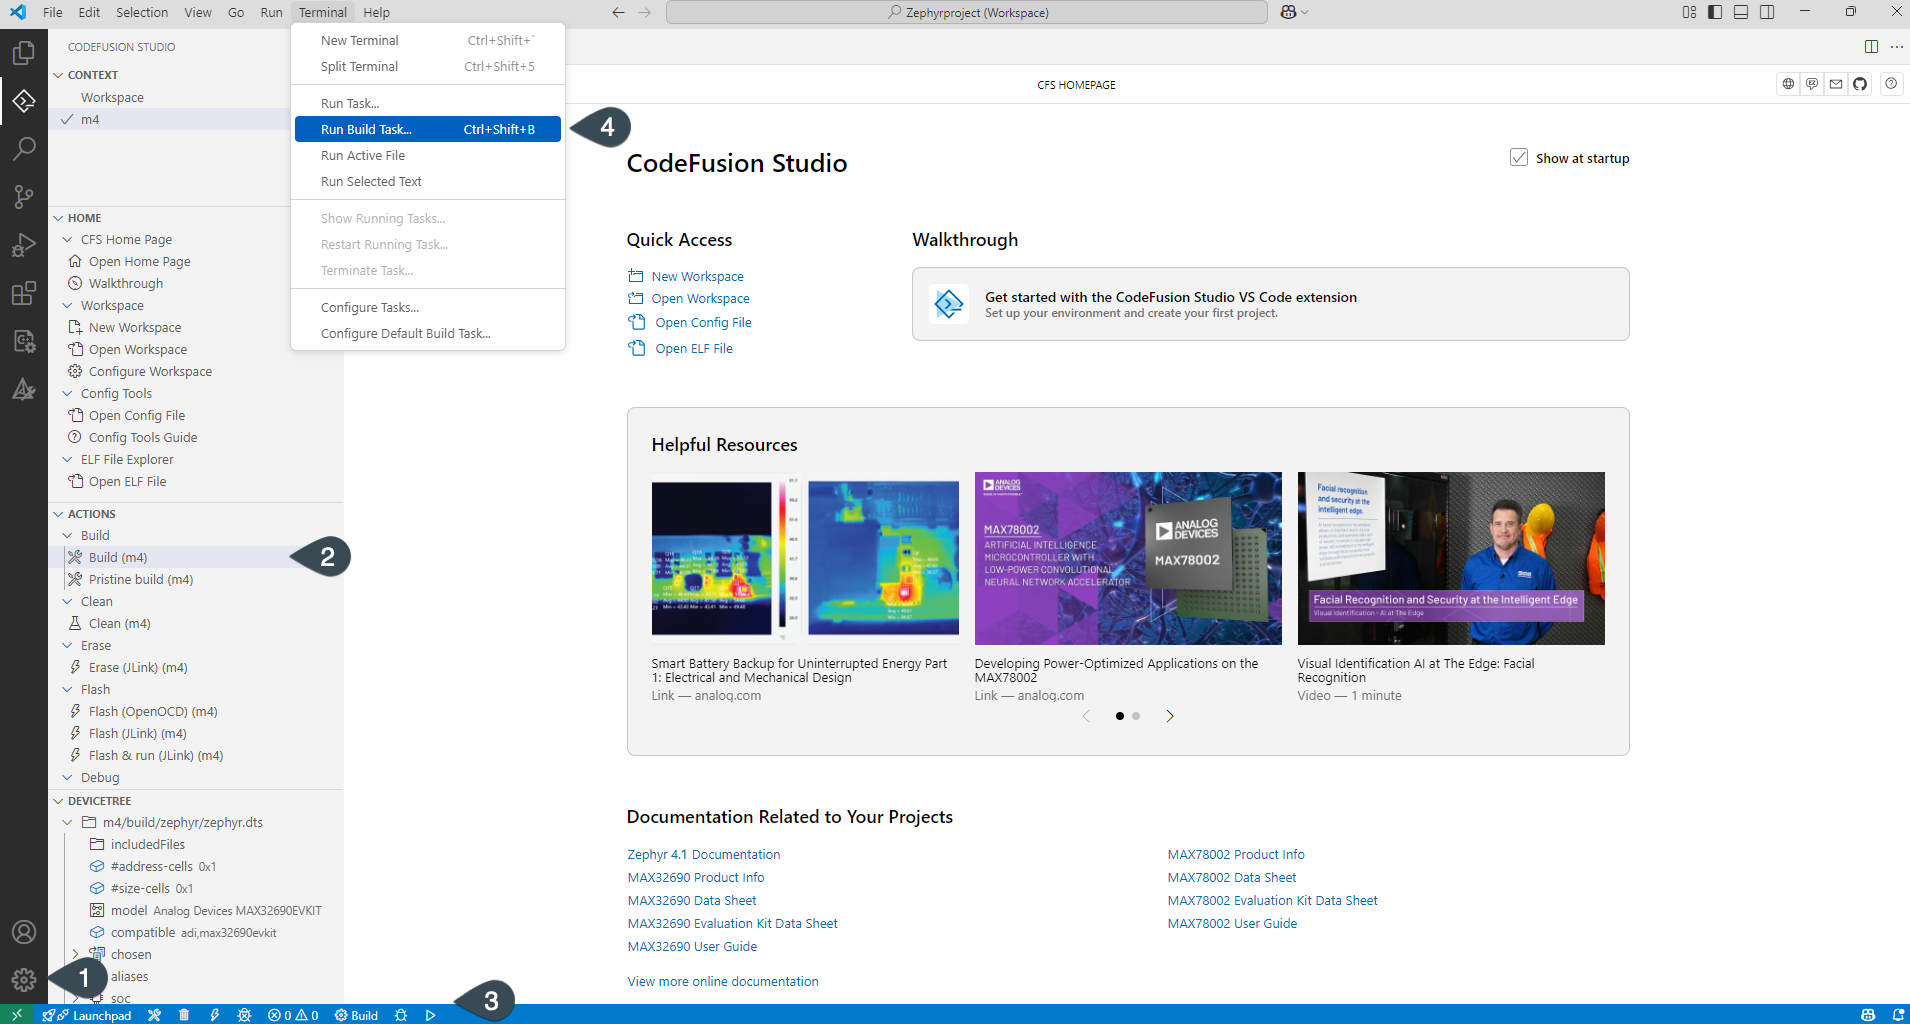 File Edit Selection View Go Run Terminal Help
Zephyrproject (Workspace)
CODEFUSION STUDIO
CONTEXT
Workspace
m4
HOME
CFS Home Page
Open Home Page
Walkthrough
Workspace
New Workspace
Open Workspace
Configure Workspace
Config Tools
Open Config File
Config Tools Guide
ELF File Explorer
Open ELF File
ACTIONS
Build
Build (m4)
2
Pristine build (m4)
Clean
Clean (m4)
Erase
Erase (JLink) (m4)
Flash
Flash (OpenOCD) (m4)
Flash (JLink) (m4)
Flash & run (JLink) (m4)
Debug
DEVICETREE
m4/build/zephyr/zephyr.dts
includedFiles
#address-cells 0x1
#size-cells 0x1
model Analog Devices MAX32690EVKIT
compatible adi,max32690evkit
chosen
1
aliases
soc
New Terminal Ctrl+Shift+`
Split Terminal Ctrl+Shift+5
Run Task...
Run Build Task... Ctrl+Shift+B
4
Run Active File
Run Selected Text
Show Running Tasks...
Restart Running Task...
Terminate Task...
Configure Tasks...
Configure Default Build Task...
CFS HOMEPAGE
CodeFusion Studio
Show at startup
Quick Access
New Workspace
Open Workspace
Open Config File
Open ELF File
Walkthrough
Get started with the CodeFusion Studio VS Code extension
Set up your environment and create your first project.
Helpful Resources
ANALOG
DEVICES
MAX78002
ARTIFICIAL INTELLIGENCE
MICROCONTROLLER WITH
LOW-POWER CONVOLUTIONAL
NEURAL NETWORK ACCELERATOR
ANALOG
DEVICES
MAX78002
Facial recognition
and security at the
intelligent edge.
Facial Recognition and Security at the Intelligent Edge
Visual Identification - AI at The Edge
Smart Battery Backup for Uninterrupted Energy Part
1: Electrical and Mechanical Design
Link — analog.com
Developing Power-Optimized Applications on the
MAX78002
Link — analog.com
Visual Identification AI at The Edge: Facial
Recognition
Video — 1 minute
Documentation Related to Your Projects
Zephyr 4.1 Documentation
MAX32690 Product Info
MAX32690 Data Sheet
MAX32690 Evaluation Kit Data Sheet
MAX32690 User Guide
MAX78002 Product Info
MAX78002 Data Sheet
MAX78002 Evaluation Kit Data Sheet
MAX78002 User Guide
View more online documentation
3
Launchpad 0 0 Build